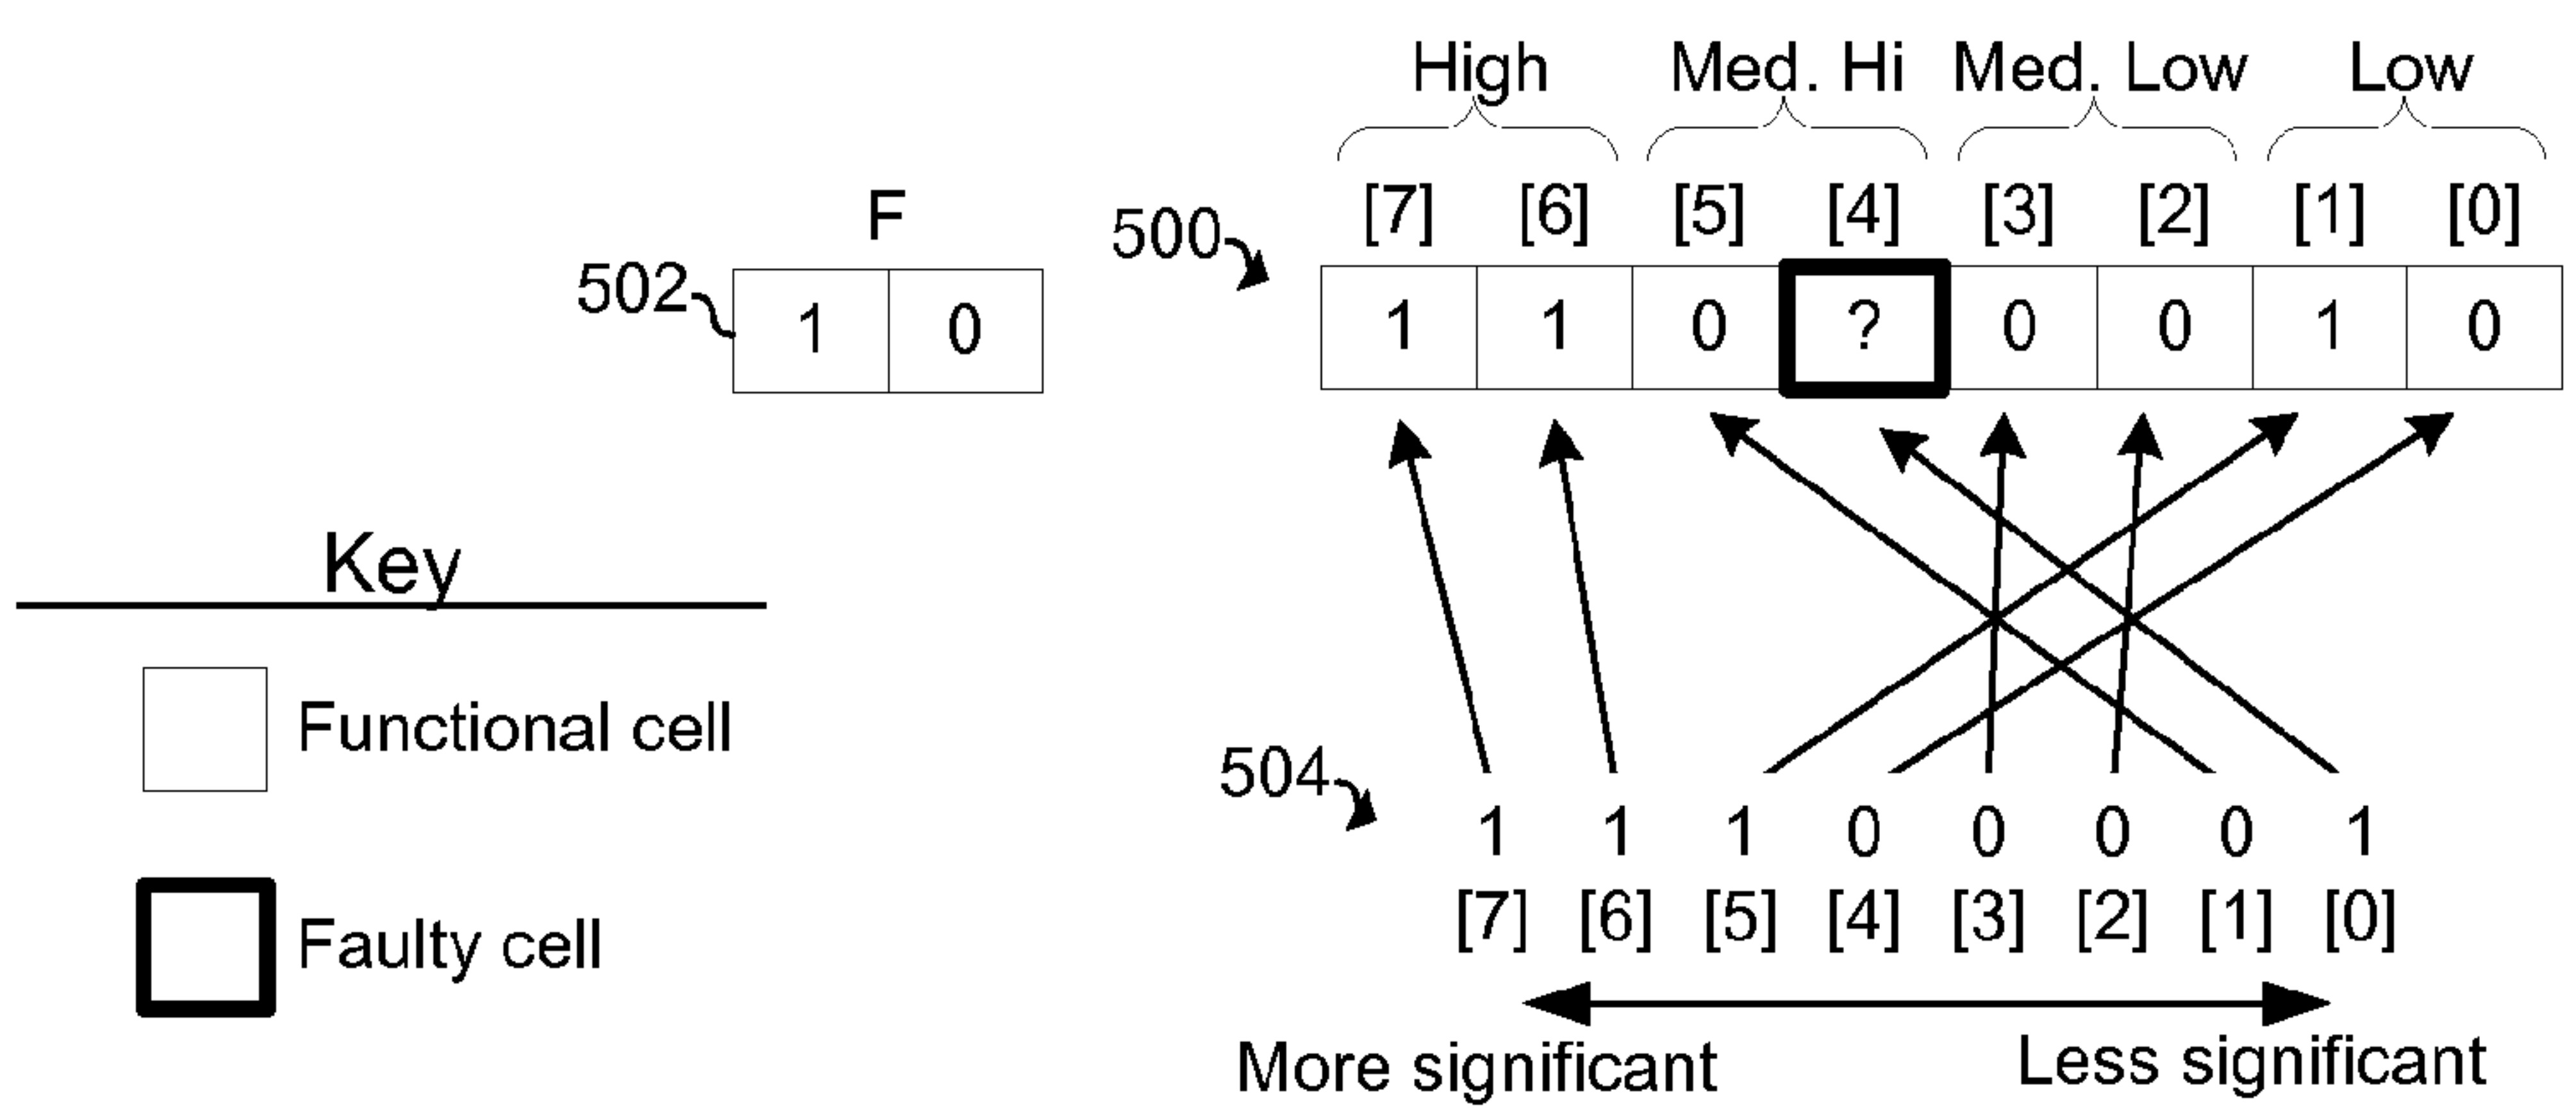 High Med. Hi Med. Low Low
F [7] [6] [5] [4] [3] [2] [1] [0]
502 1 0 500 1 1 0 ? 0 0 1 0
Key
Functional cell
504 1 1 1 0 0 0 0 1
Faulty cell [7] [6] [5] [4] [3] [2] [1] [0]
More significant Less significant